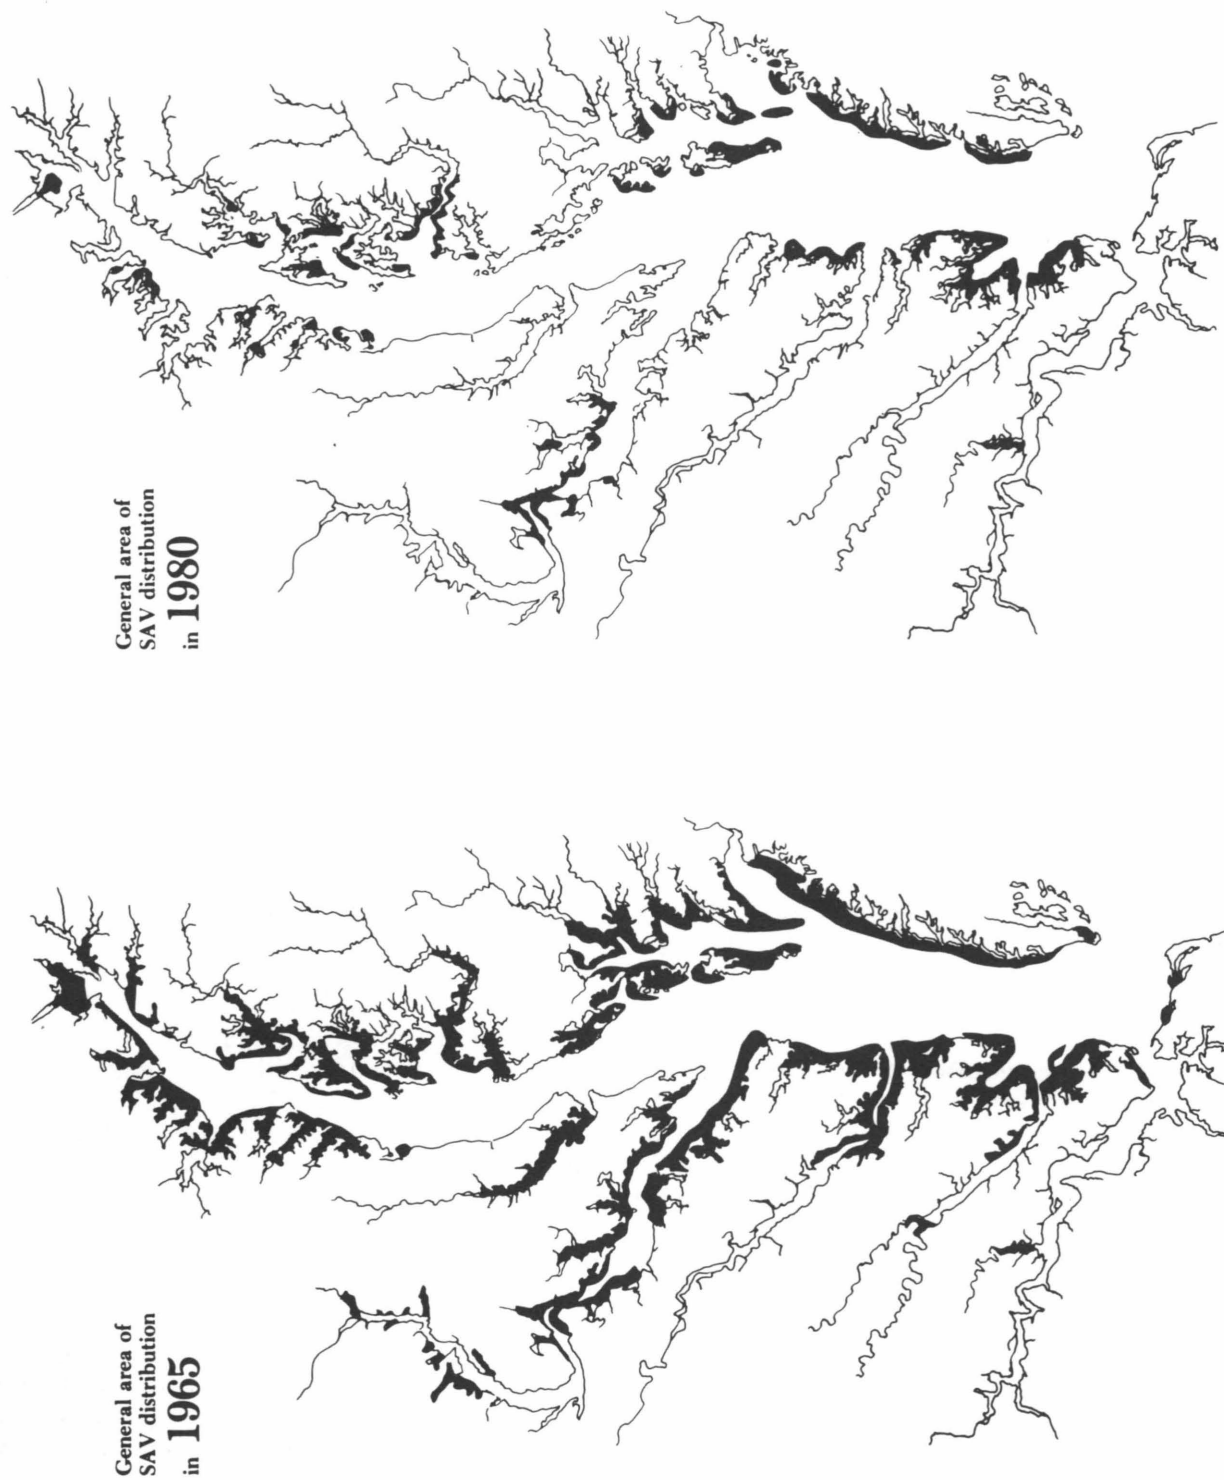 General area of
SAV distribution
in 1980
General area of
SAV distribution
in 1965